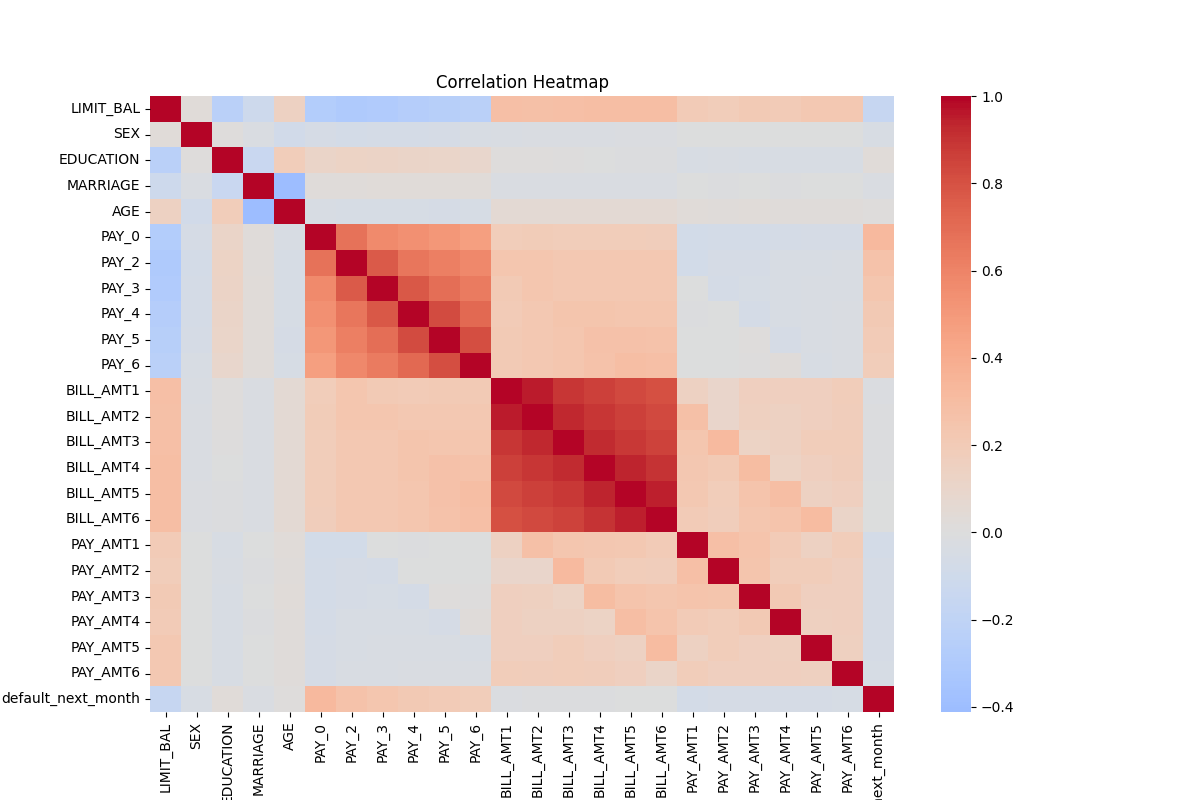 Correlation Heatmap
LIMIT_BAL
SEX
EDUCATION
MARRIAGE
AGE
PAY_0
PAY_2
PAY_3
PAY_4
PAY_5
PAY_6
BILL_AMT1
BILL_AMT2
BILL_AMT3
BILL_AMT4
BILL_AMT5
BILL_AMT6
PAY_AMT1
PAY_AMT2
PAY_AMT3
PAY_AMT4
PAY_AMT5
PAY_AMT6
default_next_month
LIMIT_BAL
SEX
EDUCATION
MARRIAGE
AGE
PAY_0
PAY_2
PAY_3
PAY_4
PAY_5
PAY_6
BILL_AMT1
BILL_AMT2
BILL_AMT3
BILL_AMT4
BILL_AMT5
BILL_AMT6
PAY_AMT1
PAY_AMT2
PAY_AMT3
PAY_AMT4
PAY_AMT5
PAY_AMT6
next_month
1.0
0.8
0.6
0.4
0.2
0.0
−0.2
−0.4